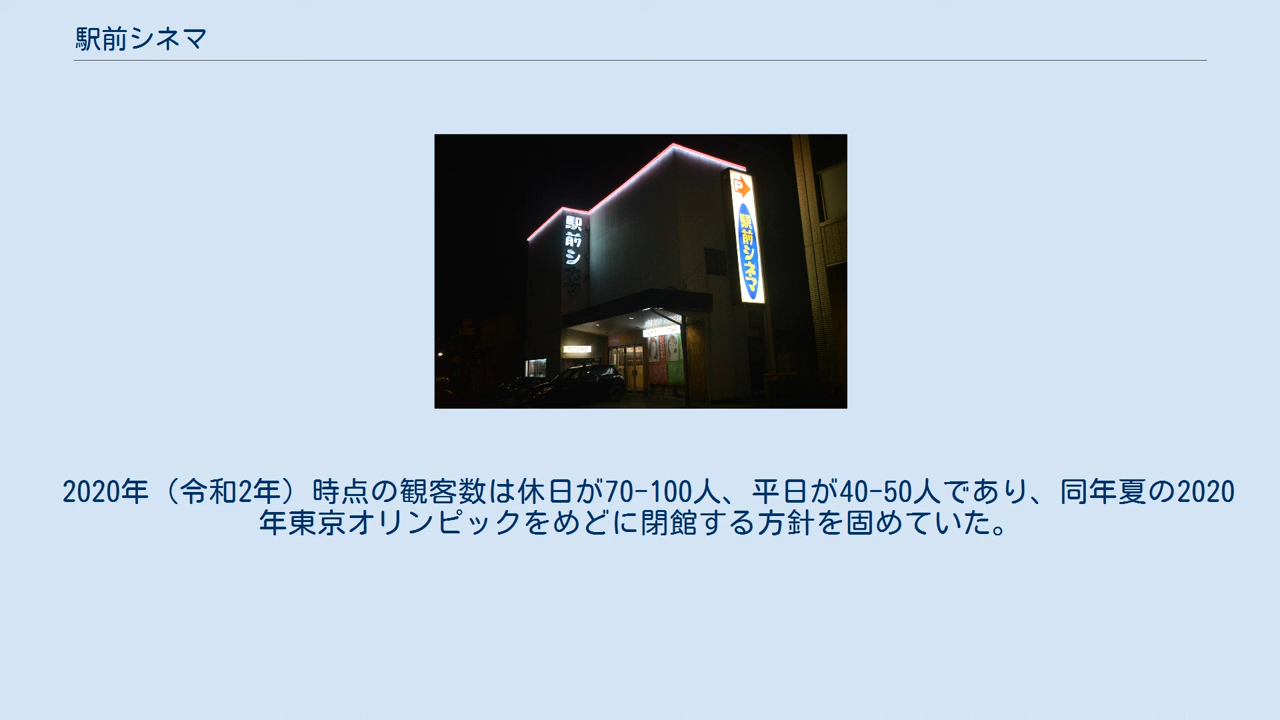 駅前シネマ
P
駅前シネマ
駅前シ
2020年（令和2年）時点の観客数は休日が70-100人、平日が40-50人であり、同年夏の2020
年東京オリンピックをめどに閉館する方針を固めていた。